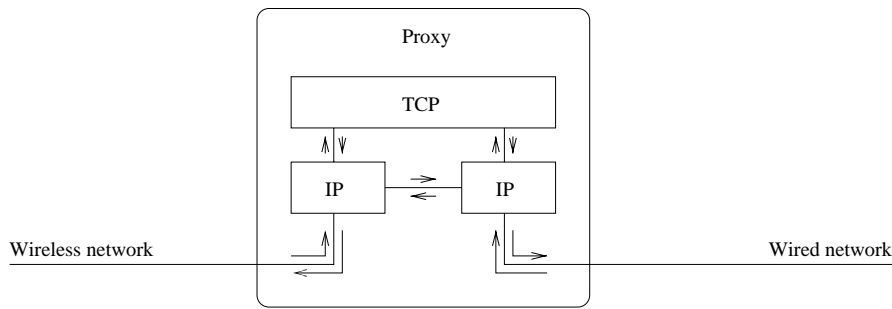 Proxy
TCP
IP
IP
Wireless network
Wired network